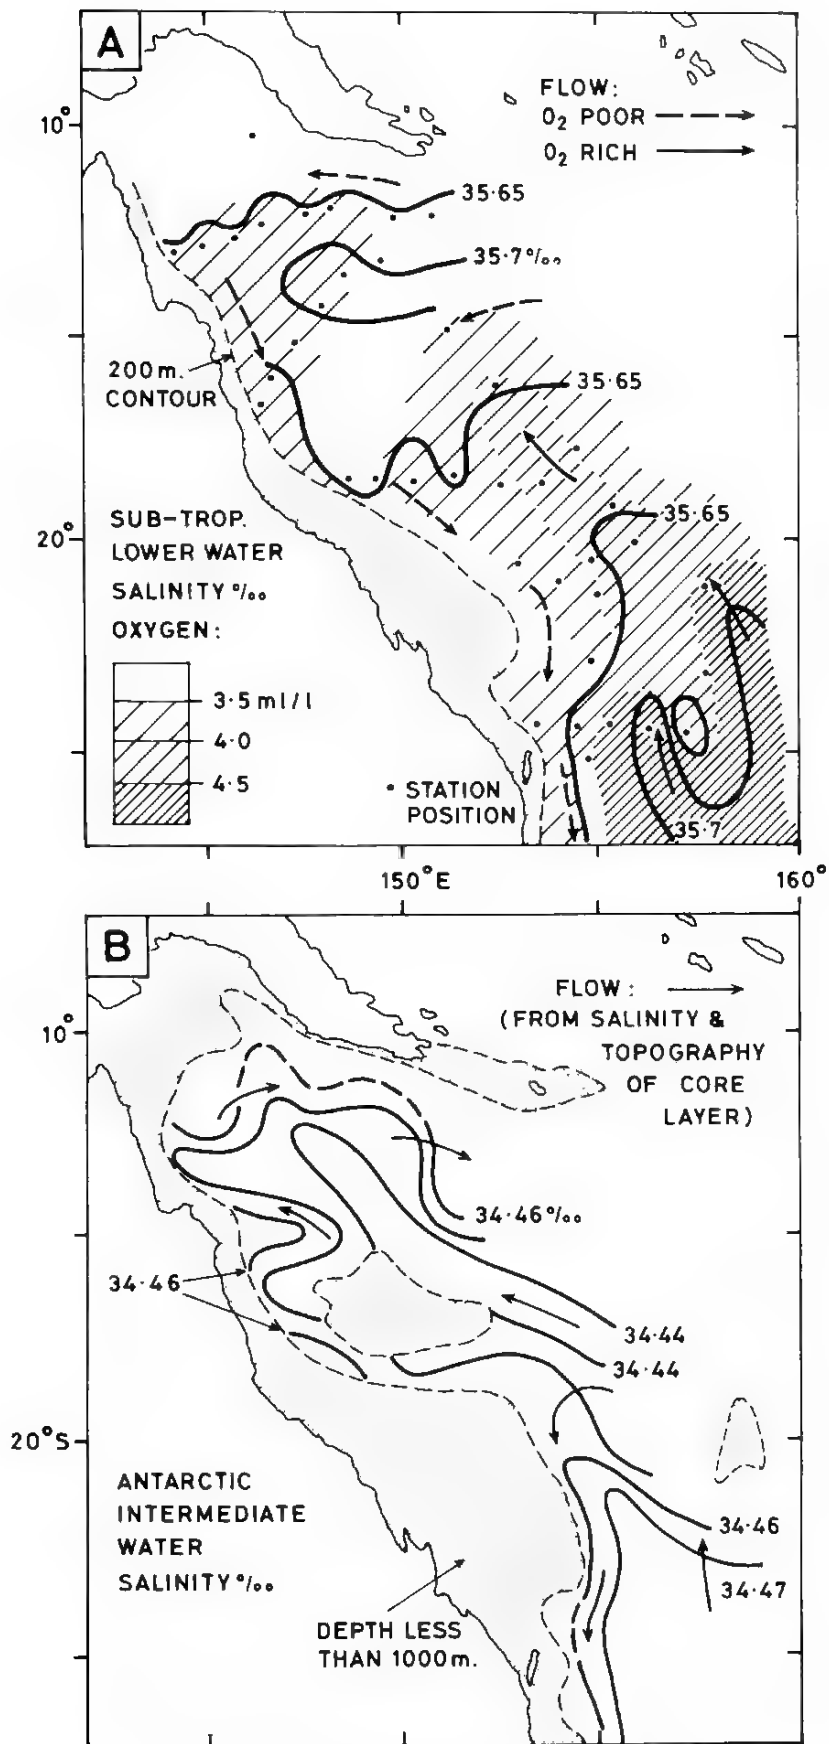 A
FLOW:
O₂ POOR
O₂ RICH
10°
35·65
35·7‰
200m.
CONTOUR
35·65
35·65
20°
SUB-TROP.
LOWER WATER
SALINITY ‰
OXYGEN:
3·5 ml/l
4·0
4·5
• STATION
POSITION
35·7
150°E
160°
B
FLOW:
(FROM SALINITY &
TOPOGRAPHY
OF CORE
LAYER)
10°
34·46‰
34·46
34·44
34·44
20°S
ANTARCTIC
INTERMEDIATE
WATER
SALINITY ‰
34·46
34·47
DEPTH LESS
THAN 1000m.